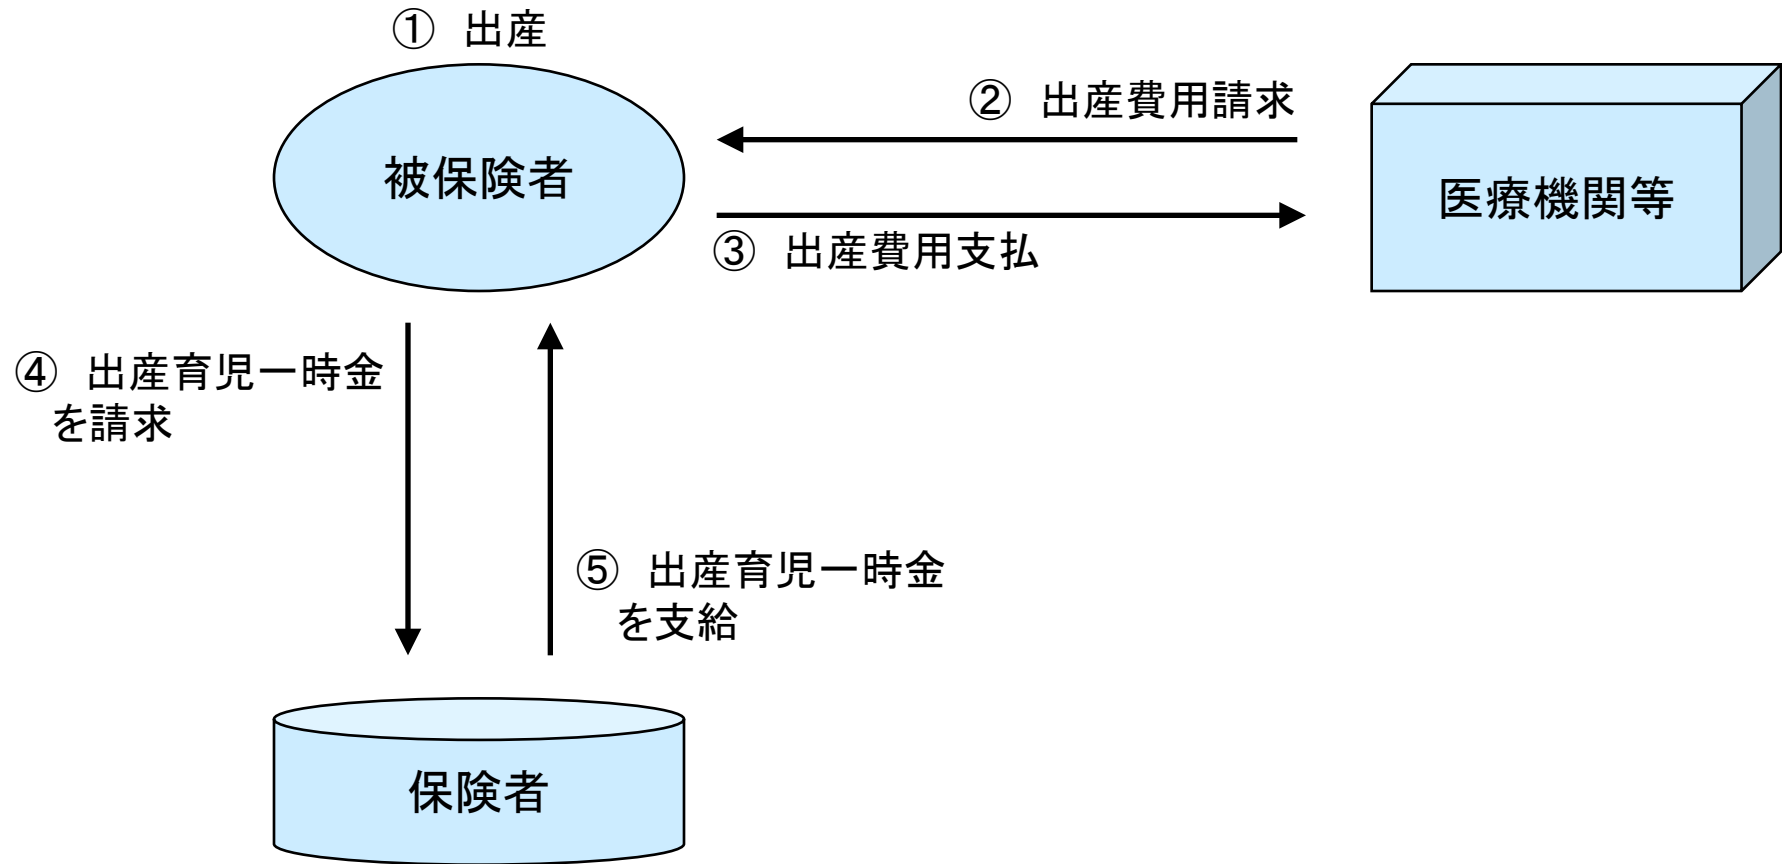 ① 出産
② 出産費用請求
被保険者
医療機関等
③ 出産費用支払
④ 出産育児一時金
を請求
⑤ 出産育児一時金
を支給
保険者